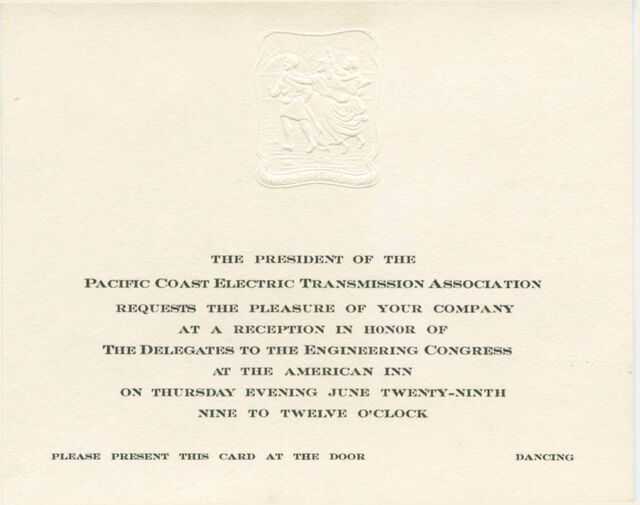 THE PRESIDENT OF THE
PACIFIC COAST ELECTRIC TRANSMISSION ASSOCIATION
REQUESTS THE PLEASURE OF YOUR COMPANY
AT A RECEPTION IN HONOR OF
THE DELEGATES TO THE ENGINEERING CONGRESS
AT THE AMERICAN INN
ON THURSDAY EVENING JUNE TWENTY-NINTH
NINE TO TWELVE O'CLOCK
PLEASE PRESENT THIS CARD AT THE DOOR DANCING